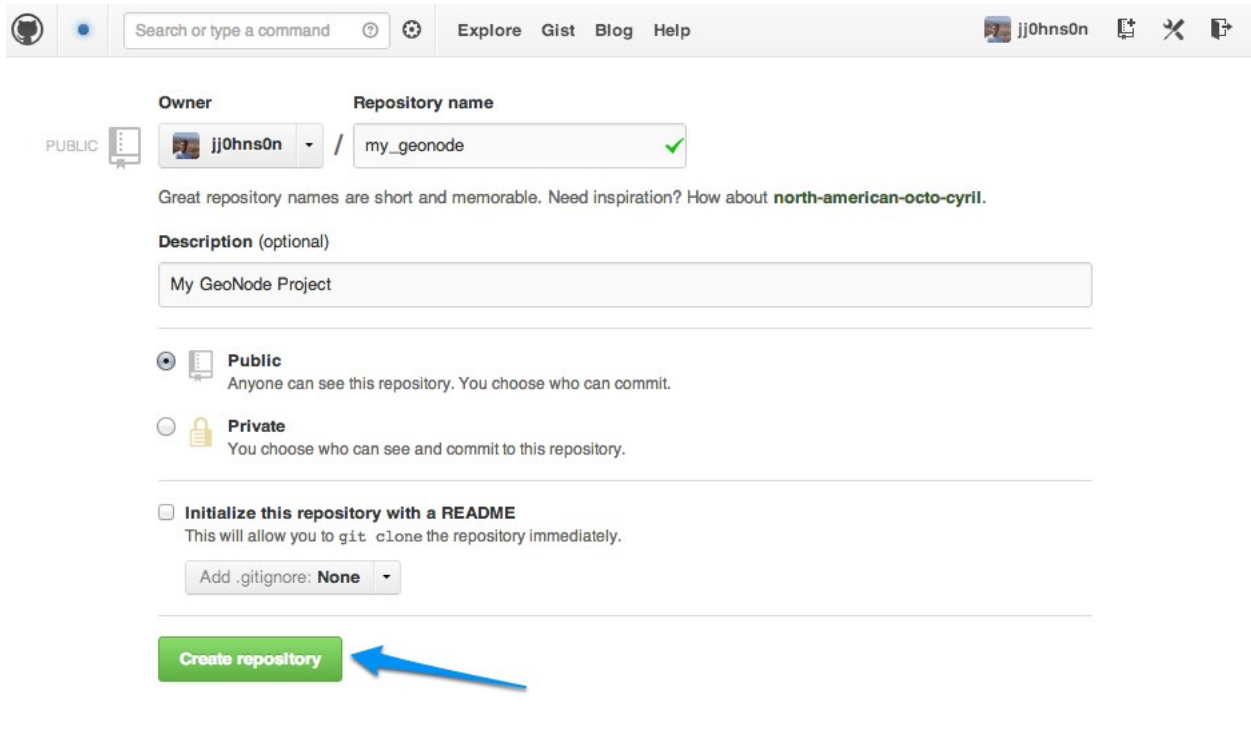 Search or type a command
Explore Gist Blog Help
jj0hns0n
Owner
Repository name
PUBLIC
jj0hns0n / my_geonode
Great repository names are short and memorable. Need inspiration? How about north-american-octo-cyril.
Description (optional)
My GeoNode Project
Public
Anyone can see this repository. You choose who can commit.
Private
You choose who can see and commit to this repository.
Initialize this repository with a README
This will allow you to git clone the repository immediately.
Add .gitignore: None
Create repository